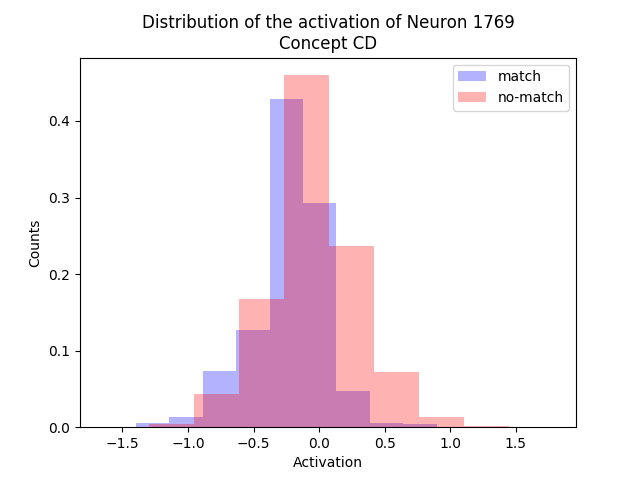 Distribution of the activation of Neuron 1769
Concept CD
match
no-match
Counts
0.4
0.3
0.2
0.1
0.0
−1.5
−1.0
−0.5
0.0
0.5
1.0
1.5
Activation